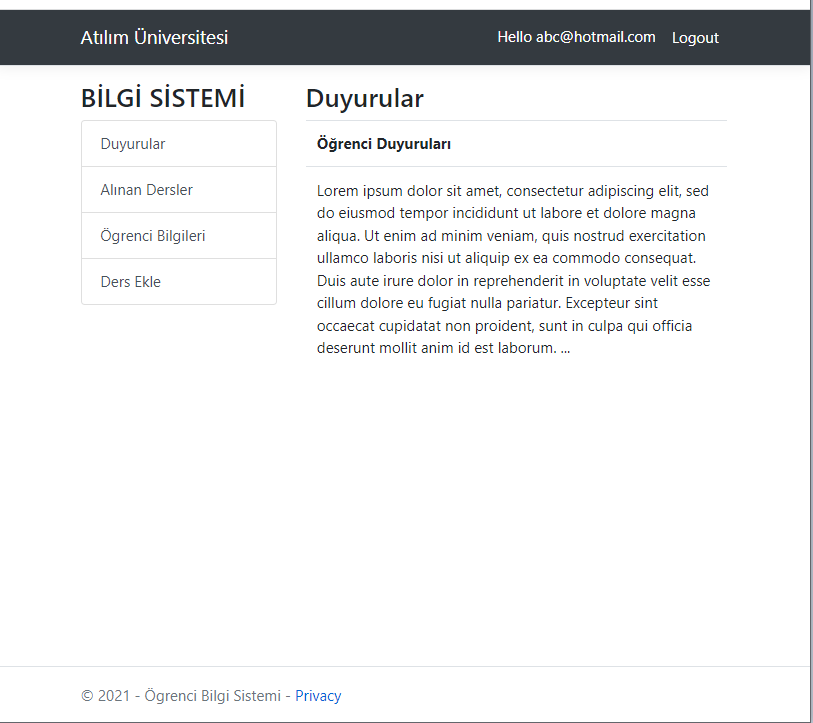 Atılım Üniversitesi
Hello abc@hotmail.com Logout
BİLGİ SİSTEMİ
Duyurular
Alınan Dersler
Ögrenci Bilgileri
Ders Ekle
Duyurular
Öğrenci Duyuruları
Lorem ipsum dolor sit amet, consectetur adipiscing elit, sed
do eiusmod tempor incididunt ut labore et dolore magna
aliqua. Ut enim ad minim veniam, quis nostrud exercitation
ullamco laboris nisi ut aliquip ex ea commodo consequat.
Duis aute irure dolor in reprehenderit in voluptate velit esse
cillum dolore eu fugiat nulla pariatur. Excepteur sint
occaecat cupidatat non proident, sunt in culpa qui officia
deserunt mollit anim id est laborum. ...
© 2021 - Ögrenci Bilgi Sistemi - Privacy